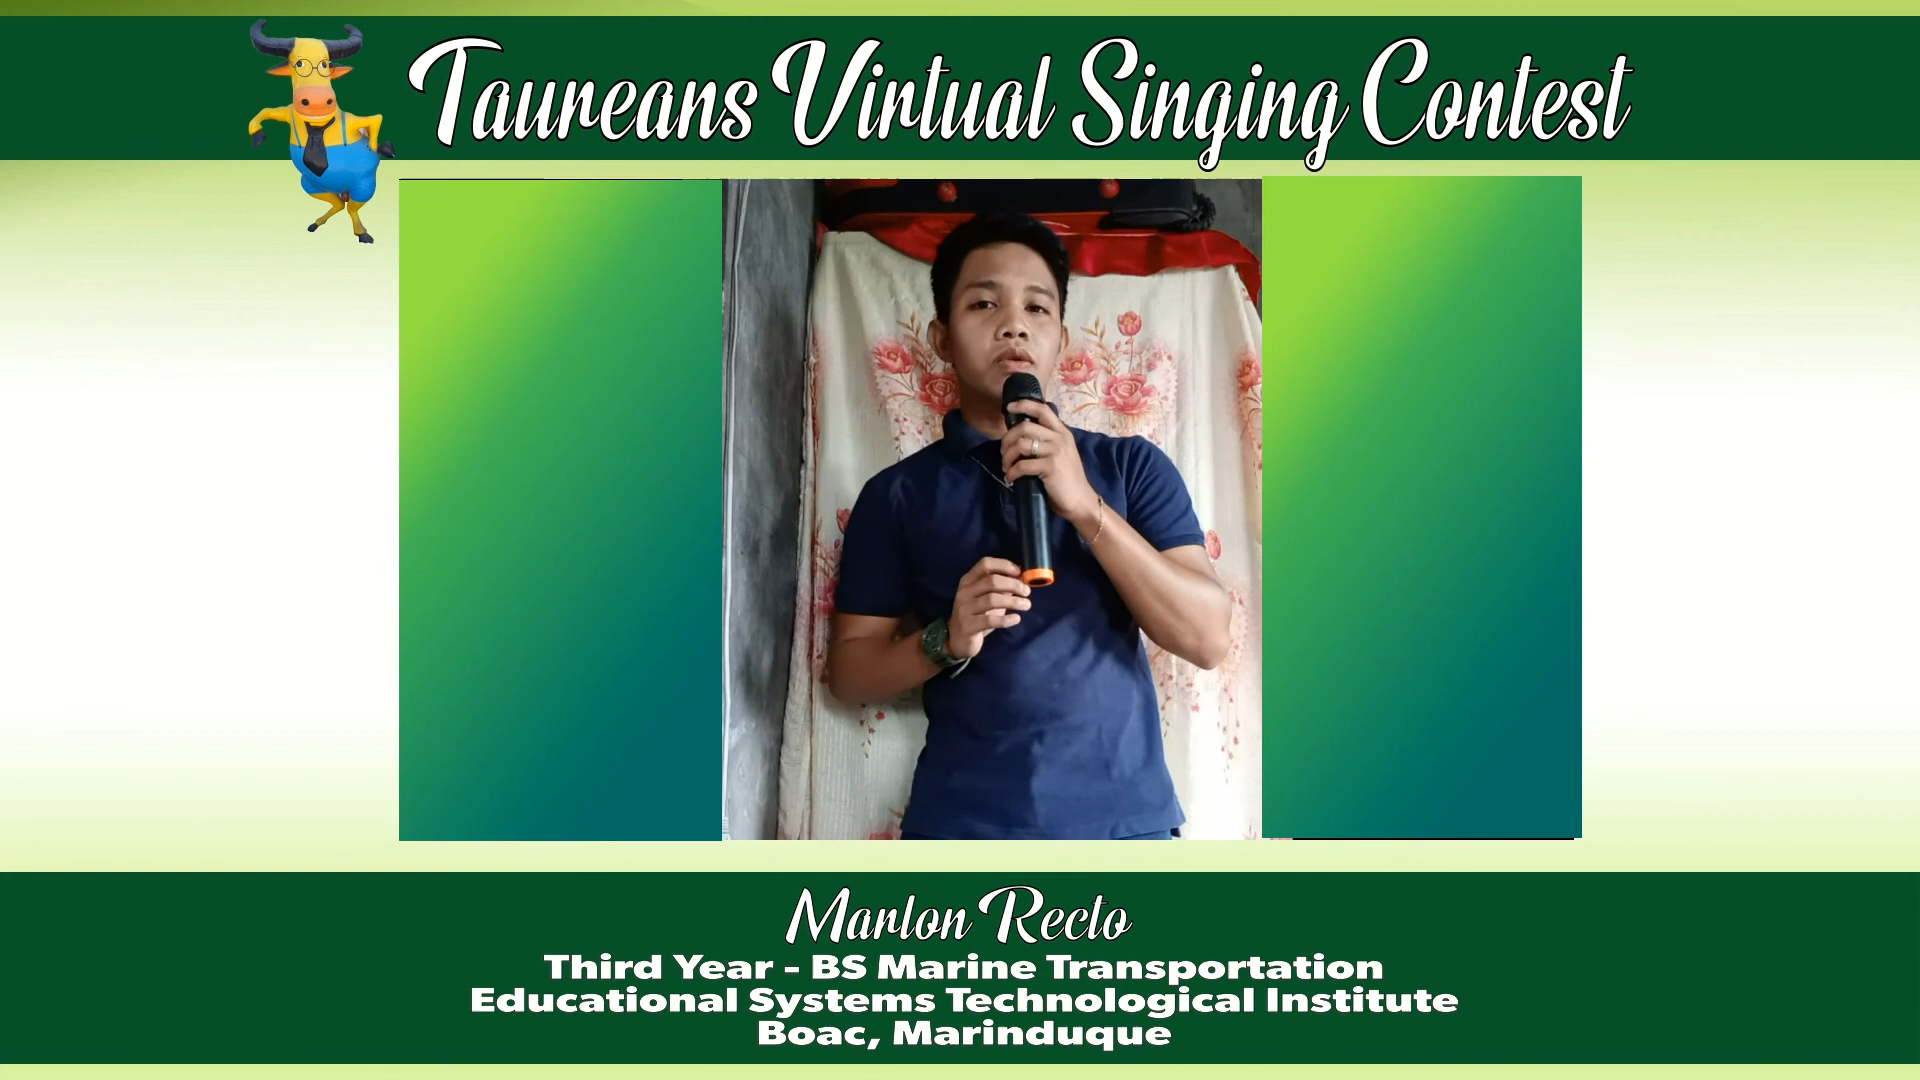 Taureans Virtual Singing Contest
Marlon Recto
Third Year - BS Marine Transportation
Educational Systems Technological Institute
Boac, Marinduque